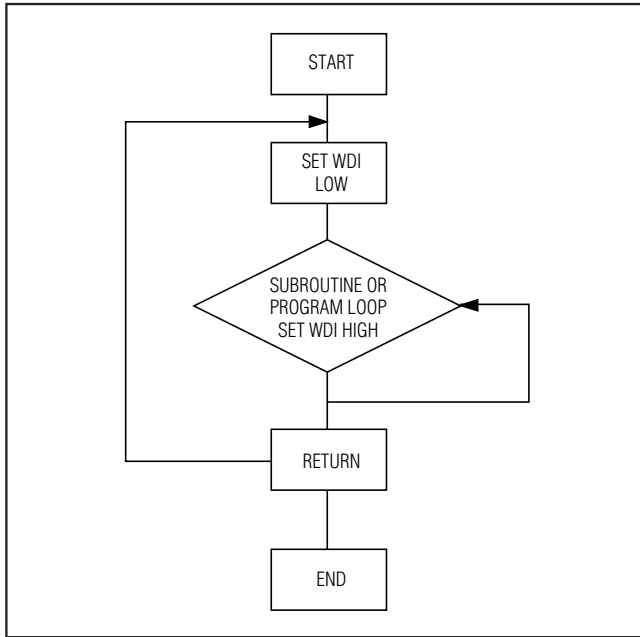 START
SET WDI
LOW
SUBROUTINE OR
PROGRAM LOOP
SET WDI HIGH
RETURN
END